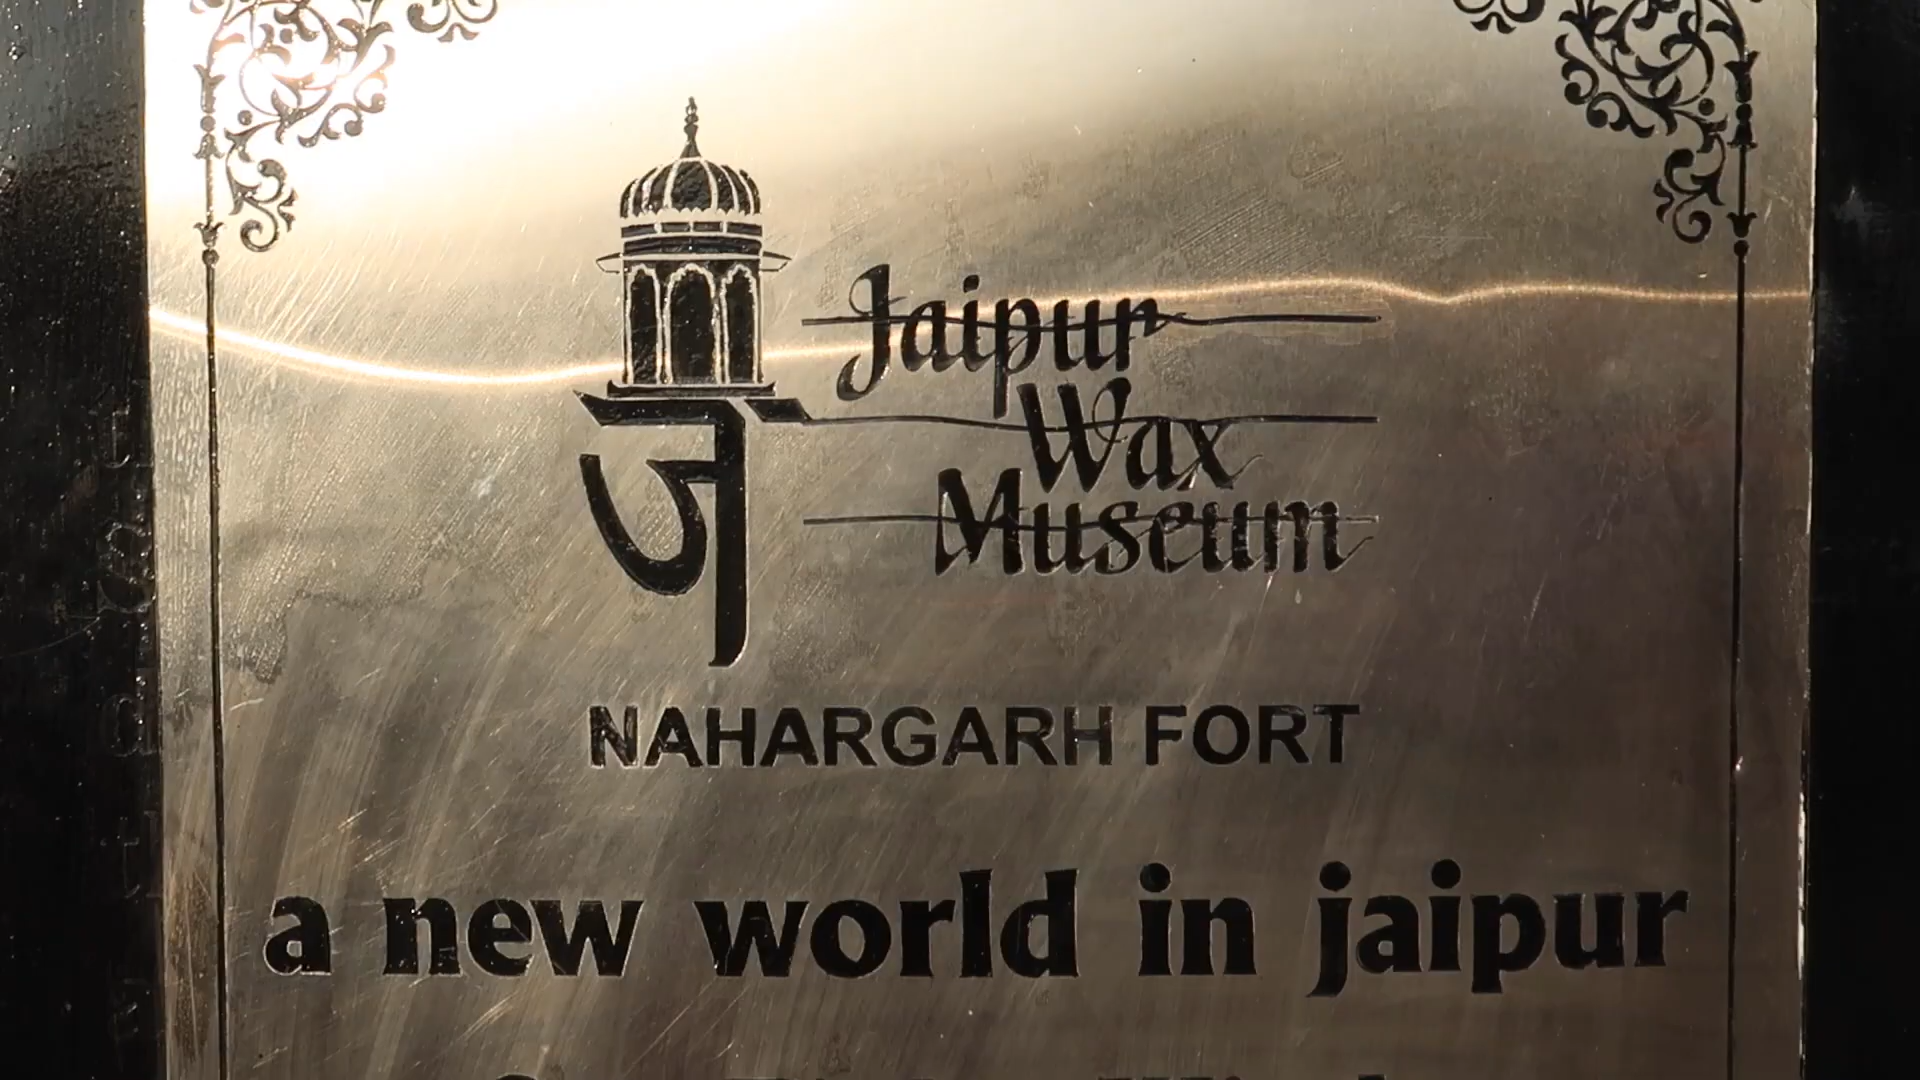 ज
Jaipur
Wax
Museum
NAHARGARH FORT
a new world in jaipur